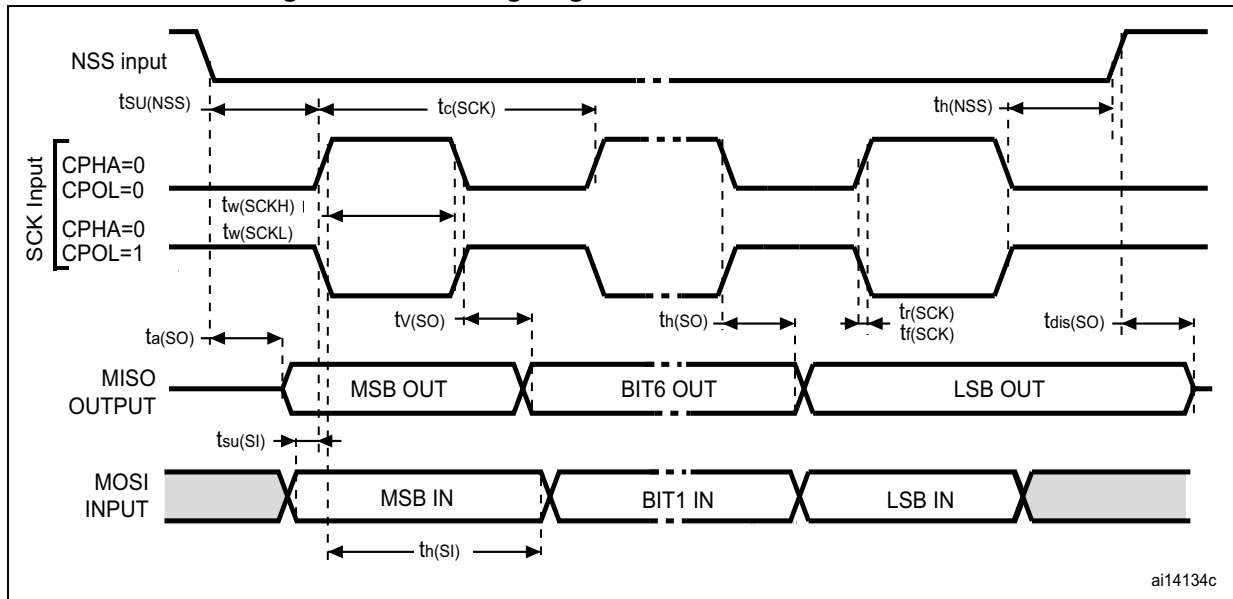 NSS input
tSU(NSS)
tc(SCK)
th(NSS)
SCK Input
CPHA=0
CPOL=0
tw(SCKH)
CPHA=0
CPOL=1
tw(SCKL)
tV(SO)
th(SO)
tr(SCK)
tf(SCK)
ta(SO)
tdis(SO)
MISO
OUTPUT
MSB OUT
BIT6 OUT
LSB OUT
tsu(SI)
MOSI
INPUT
MSB IN
BIT1 IN
LSB IN
th(SI)
ai14134c